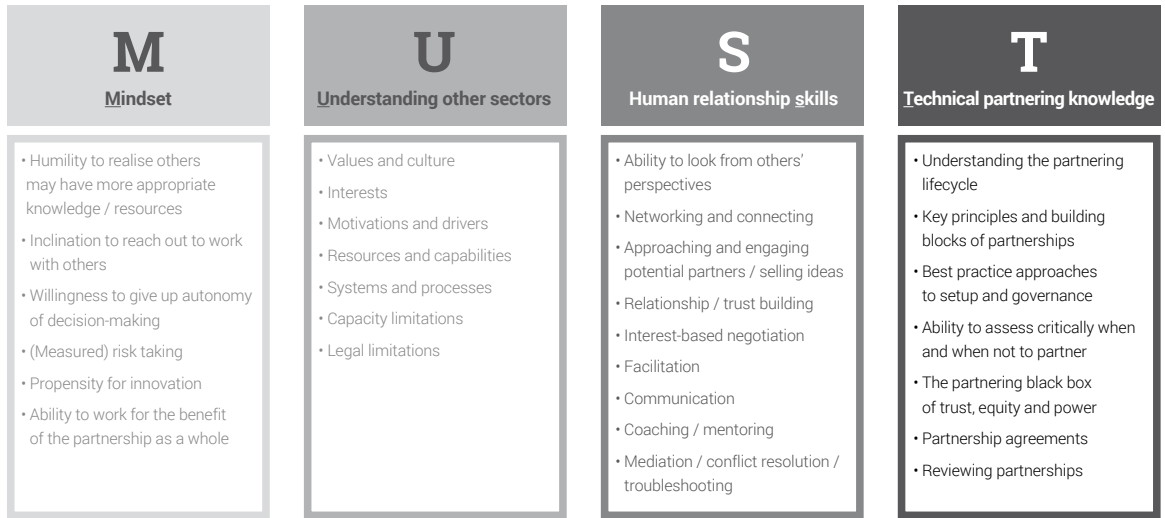 M
Mindset
• Humility to realise others
may have more appropriate
knowledge / resources
• Inclination to reach out to work
with others
• Willingness to give up autonomy
of decision-making
• (Measured) risk taking
• Propensity for innovation
• Ability to work for the benefit
of the partnership as a whole
U
Understanding other sectors
• Values and culture
• Interests
• Motivations and drivers
• Resources and capabilities
• Systems and processes
• Capacity limitations
• Legal limitations
S
Human relationship skills
• Ability to look from others’
perspectives
• Networking and connecting
• Approaching and engaging
potential partners / selling ideas
• Relationship / trust building
• Interest-based negotiation
• Facilitation
• Communication
• Coaching / mentoring
• Mediation / conflict resolution /
troubleshooting
T
Technical partnering knowledge
• Understanding the partnering
lifecycle
• Key principles and building
blocks of partnerships
• Best practice approaches
to setup and governance
• Ability to assess critically when
and when not to partner
• The partnering black box
of trust, equity and power
• Partnership agreements
• Reviewing partnerships